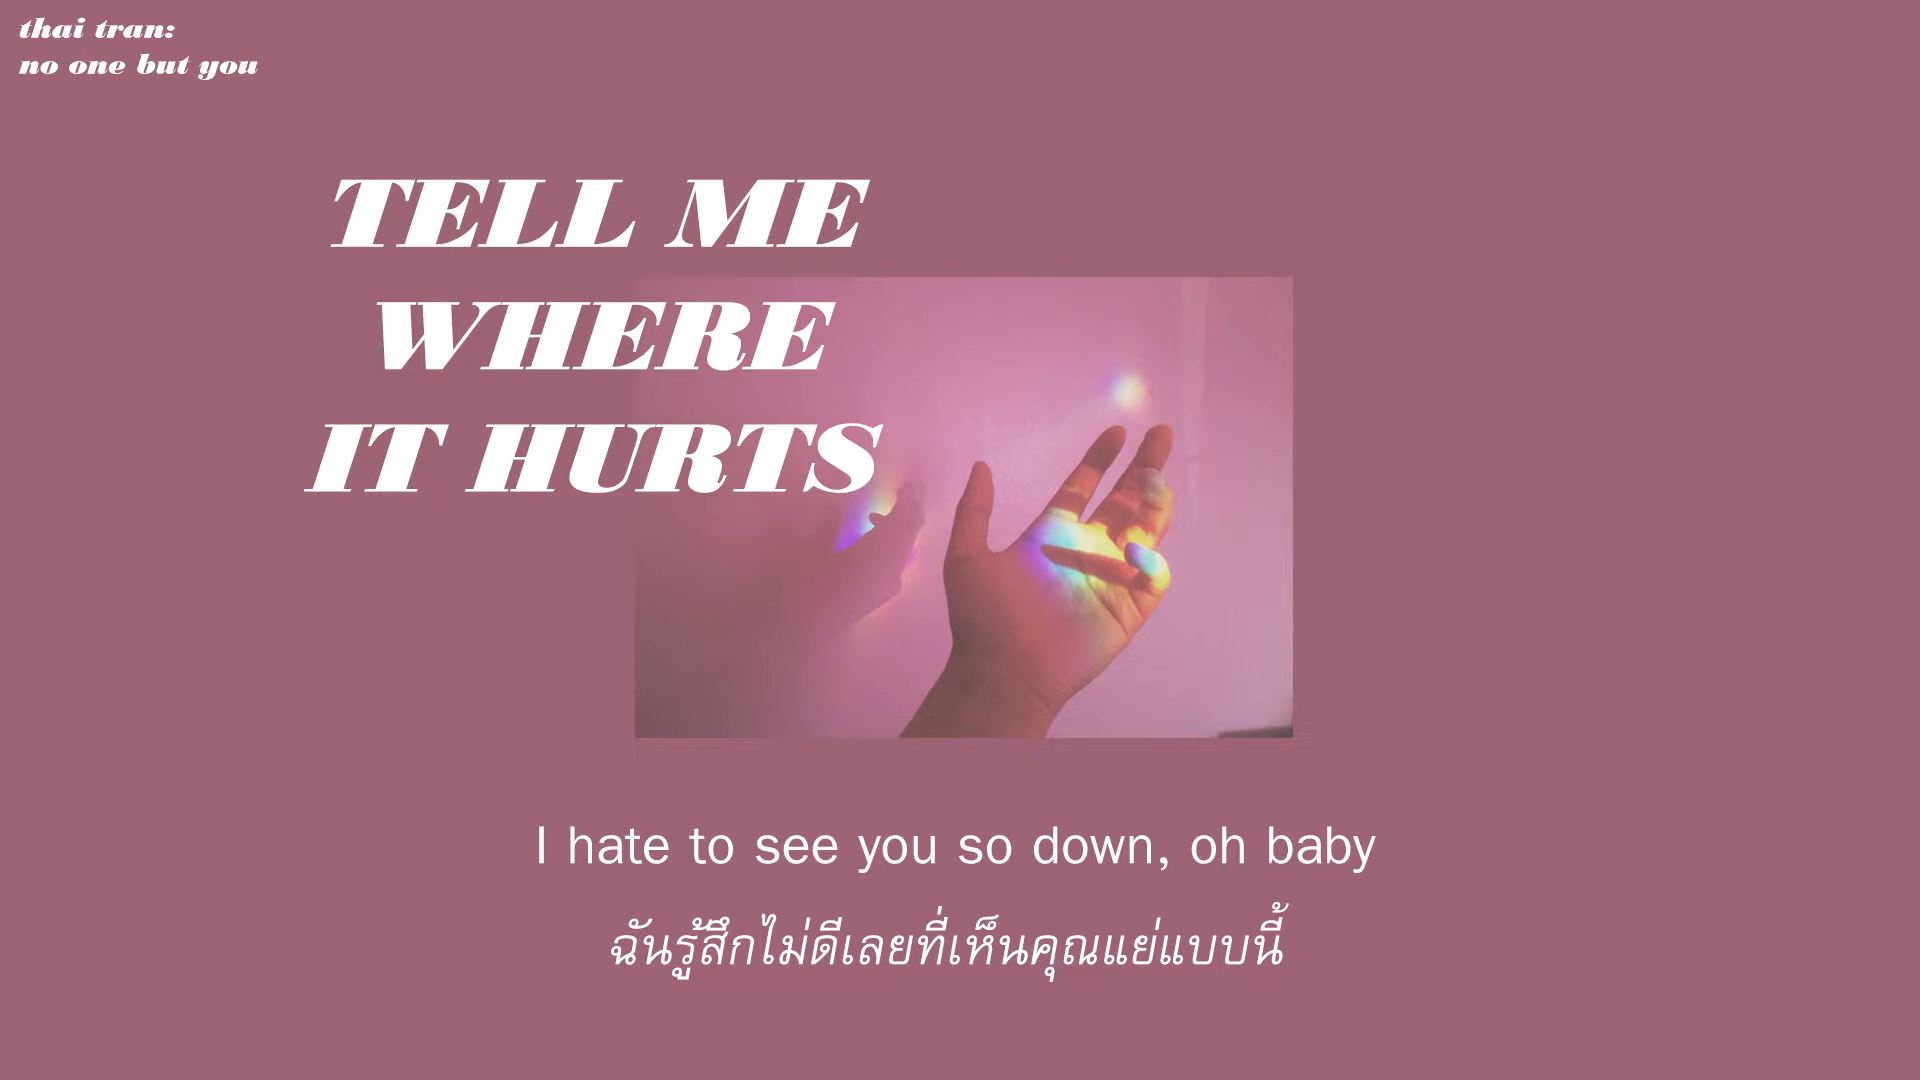 thai tran:
no one but you
TELL ME
WHERE
IT HURTS
I hate to see you so down, oh baby
ฉันรู้สึกไม่ดีเลยที่เห็นคุณแย่แบบนี้